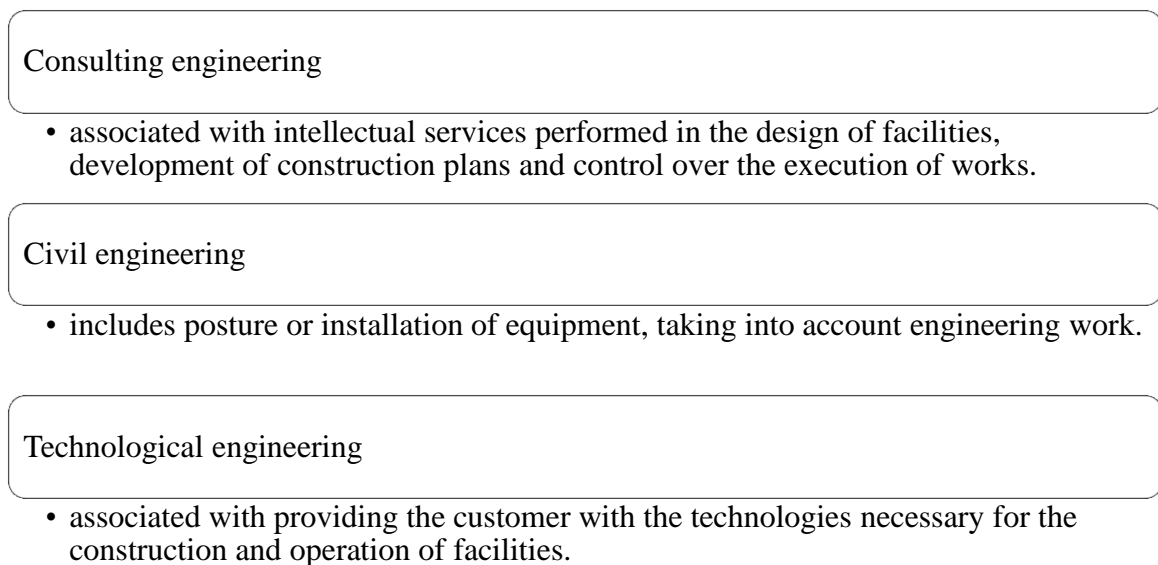 Consulting engineering
• associated with intellectual services performed in the design of facilities,
development of construction plans and control over the execution of works.
Civil engineering
• includes posture or installation of equipment, taking into account engineering work.
Technological engineering
• associated with providing the customer with the technologies necessary for the
construction and operation of facilities.